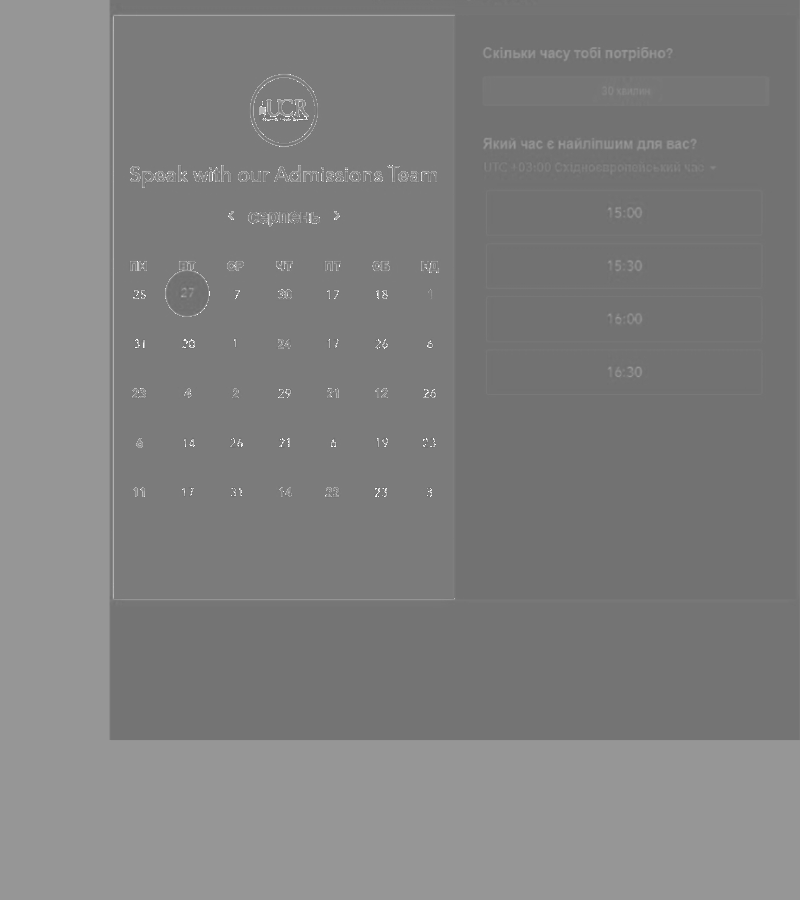 UCR
Speak with our Admissions Team
< серпень >
ПН ВТ СР ЧТ ПТ СБ НД
25 27 7 30 17 18 1
31 20 1 24 17 26 6
23 4 2 29 21 12 26
6 14 26 21 6 19 23
11 17 31 14 22 23 3
Скільки часу тобі потрібно?
30 хвилин
Який час є найліпшим для вас?
UTC +03:00 Східноєвропейський час
15:00
15:30
16:00
16:30